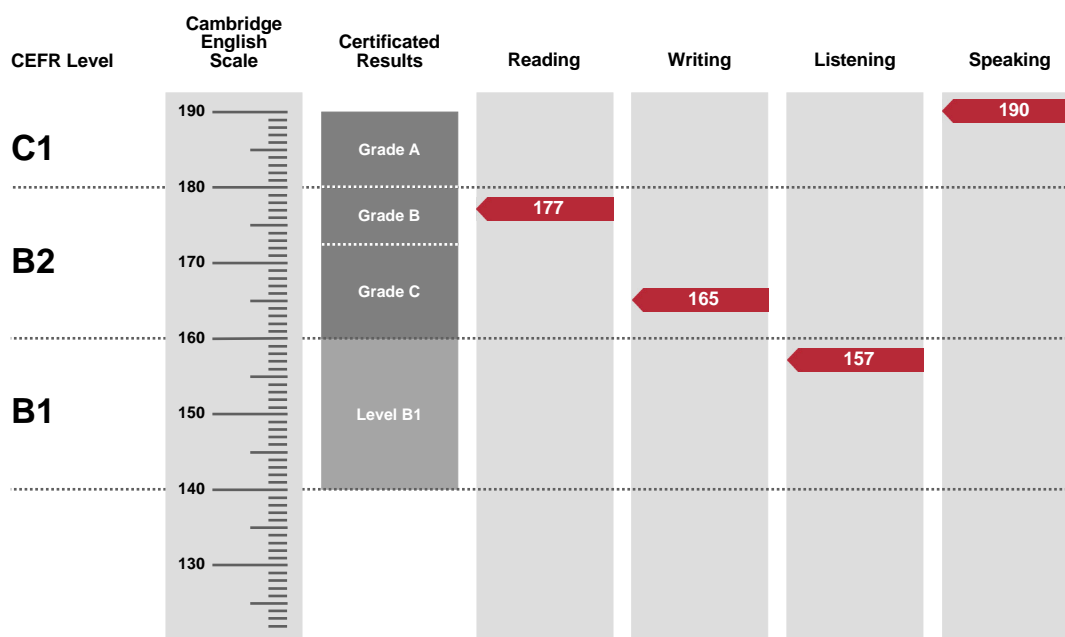 CEFR Level
Cambridge
English
Scale
Certificated
Results
Reading
Writing
Listening
Speaking
190
190
C1
Grade A
180
177
Grade B
B2
170
Grade C
165
160
157
B1
150
Level B1
140
130